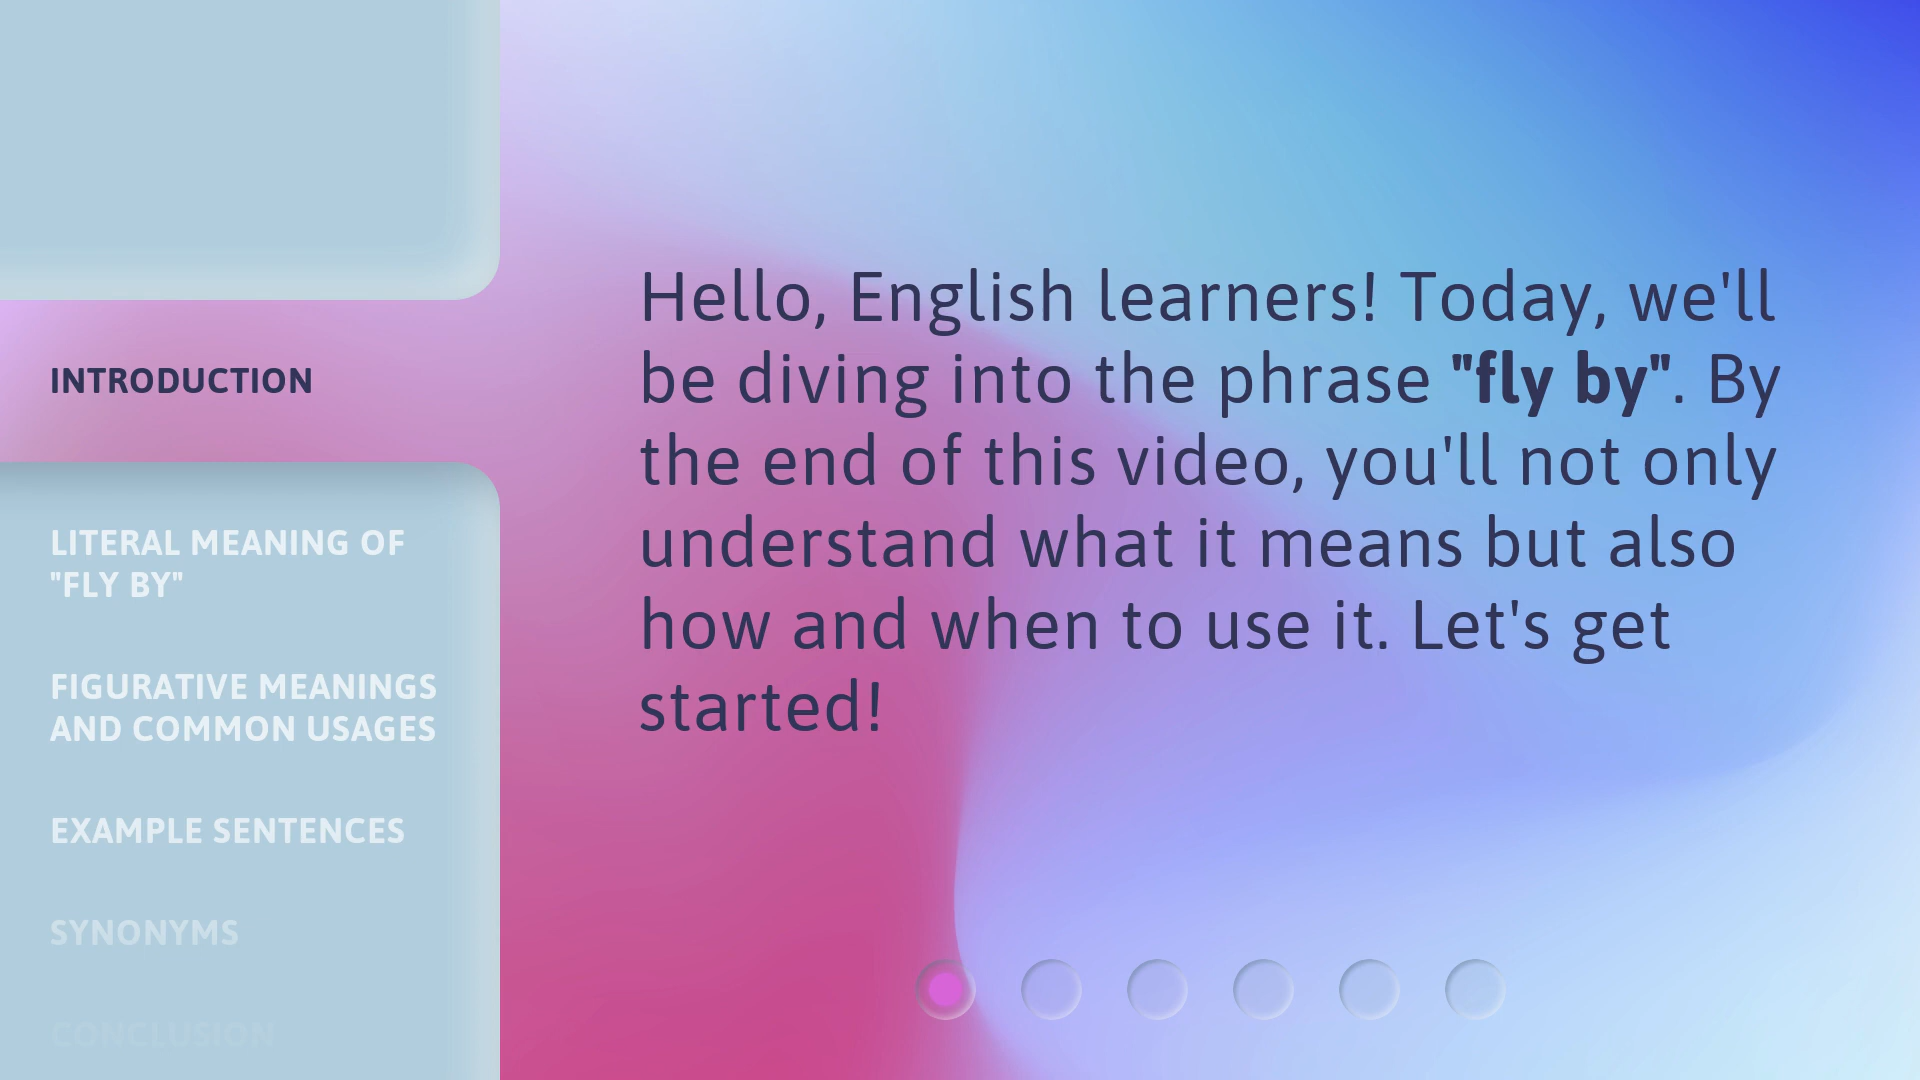 INTRODUCTION
LITERAL MEANING OF
"FLY BY"
FIGURATIVE MEANINGS
AND COMMON USAGES
EXAMPLE SENTENCES
SYNONYMS
CONCLUSION
Hello, English learners! Today, we'll
be diving into the phrase "fly by". By
the end of this video, you'll not only
understand what it means but also
how and when to use it. Let's get
started!